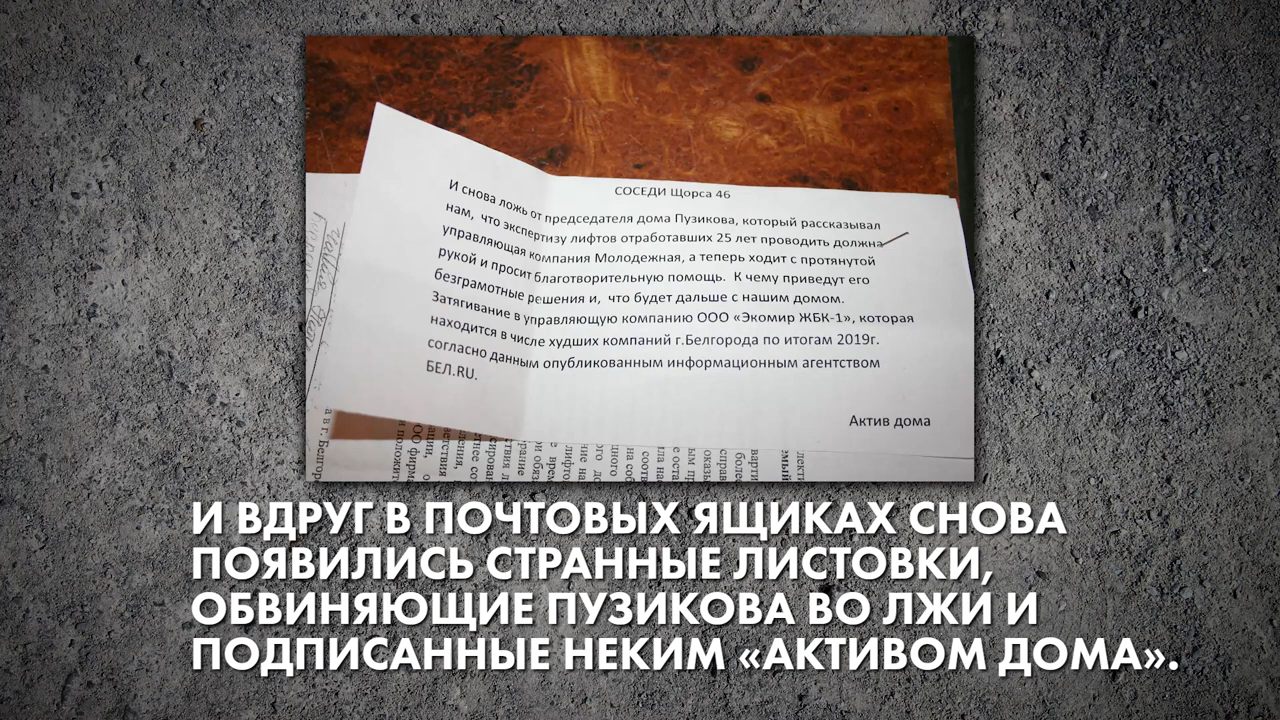 СОСЕДИ Щорса 46
И снова ложь от председателя дома Пузикова, который рассказывал
нам, что экспертизу лифтов отработавших 25 лет проводить должна
управляющая компания Молодежная, а теперь ходит с протянутой
рукой и просит благотворительную помощь. К чему приведут его
безграмотные решения и, что будет дальше с нашим домом.
Затягивание в управляющую компанию ООО «Экомир ЖБК-1», которая
находится в числе худших компаний г.Белгорода по итогам 2019г.
согласно данным опубликованным информационным агентством
БЕЛ.RU.
Актив дома
И ВДРУГ В ПОЧТОВЫХ ЯЩИКАХ СНОВА
ПОЯВИЛИСЬ СТРАННЫЕ ЛИСТОВКИ,
ОБВИНЯЮЩИЕ ПУЗИКОВА ВО ЛЖИ И
ПОДПИСАННЫЕ НЕКИМ «АКТИВОМ ДОМА».